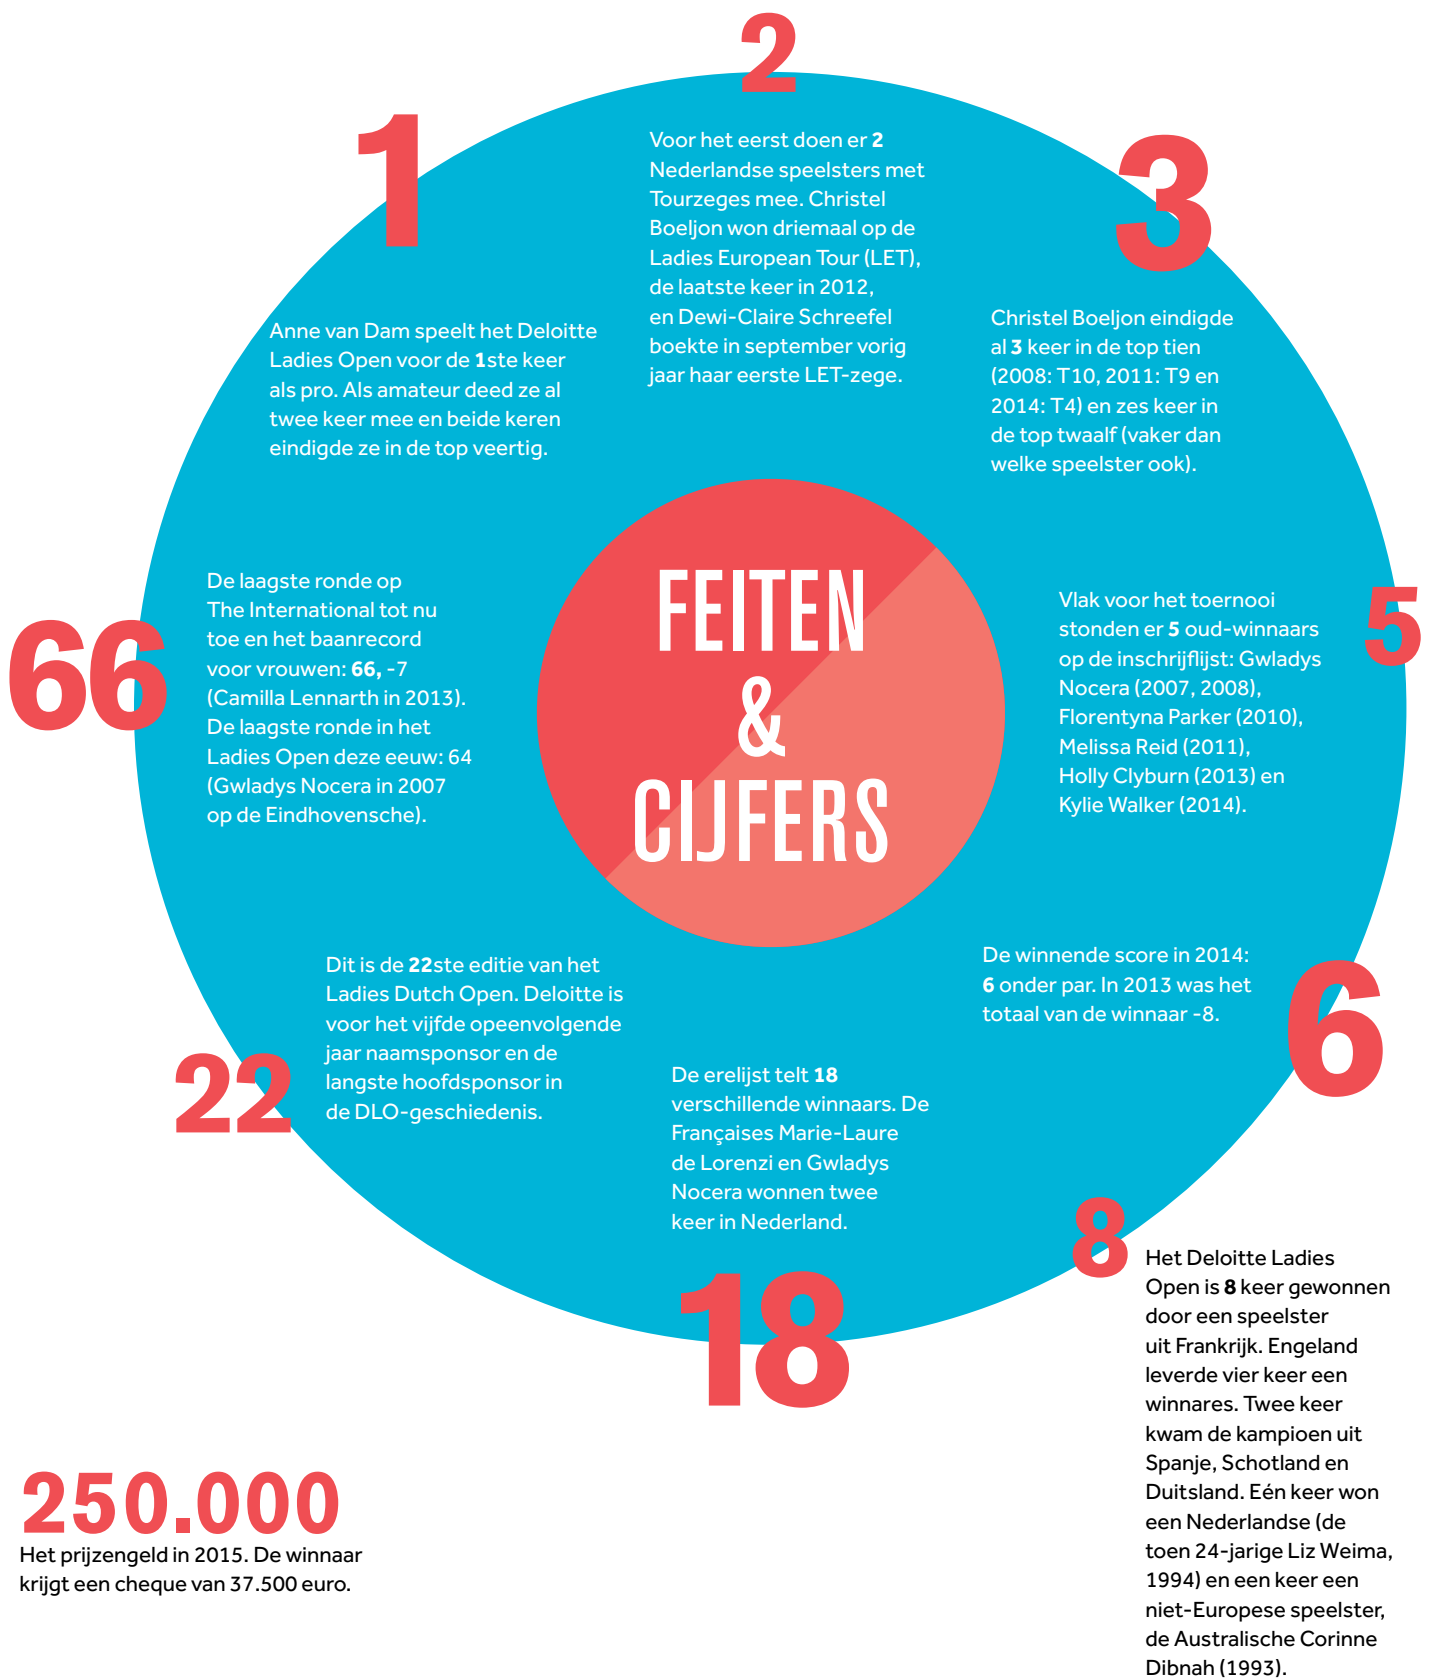 2
Voor het eerst doen er 2
Nederlandse speelsters met
Tourzeges mee. Christel
Boeljon won driemaal op de
Ladies European Tour (LET),
de laatste keer in 2012,
en Dewi-Claire Schreefel
boekte in september vorig
jaar haar eerste LET-zege.
1
Anne van Dam speelt het Deloitte
Ladies Open voor de 1ste keer
als pro. Als amateur deed ze al
twee keer mee en beide keren
eindigde ze in de top veertig.
3
Christel Boeljon eindigde
al 3 keer in de top tien
(2008: T10, 2011: T9 en
2014: T4) en zes keer in
de top twaalf (vaker dan
welke speelster ook).
66
De laagste ronde op
The International tot nu
toe en het baanrecord
voor vrouwen: 66, -7
(Camilla Lennarth in 2013).
De laagste ronde in het
Ladies Open deze eeuw: 64
(Gwladys Nocera in 2007
op de Eindhovensche).
FEITEN
&
CIJFERS
5
Vlak voor het toernooi
stonden er 5 oud-winnaars
op de inschrijflijst: Gwladys
Nocera (2007, 2008),
Florentyna Parker (2010),
Melissa Reid (2011),
Holly Clyburn (2013) en
Kylie Walker (2014).
De winnende score in 2014:
6 onder par. In 2013 was het
totaal van de winnaar -8.
6
Dit is de 22ste editie van het
Ladies Dutch Open. Deloitte is
voor het vijfde opeenvolgende
jaar naamsponsor en de
langste hoofdsponsor in
de DLO-geschiedenis.
22
De erelijst telt 18
verschillende winnaars. De
Françaises Marie-Laure
de Lorenzi en Gwladys
Nocera wonnen twee
keer in Nederland.
18
8
Het Deloitte Ladies
Open is 8 keer gewonnen
door een speelster
uit Frankrijk. Engeland
leverde vier keer een
winnares. Twee keer
kwam de kampioen uit
Spanje, Schotland en
Duitsland. Eén keer won
een Nederlandse (de
toen 24-jarige Liz Weima,
1994) en een keer een
niet-Europese speelster,
de Australische Corinne
Dibnah (1993).
250.000
Het prijzengeld in 2015. De winnaar
krijgt een cheque van 37.500 euro.